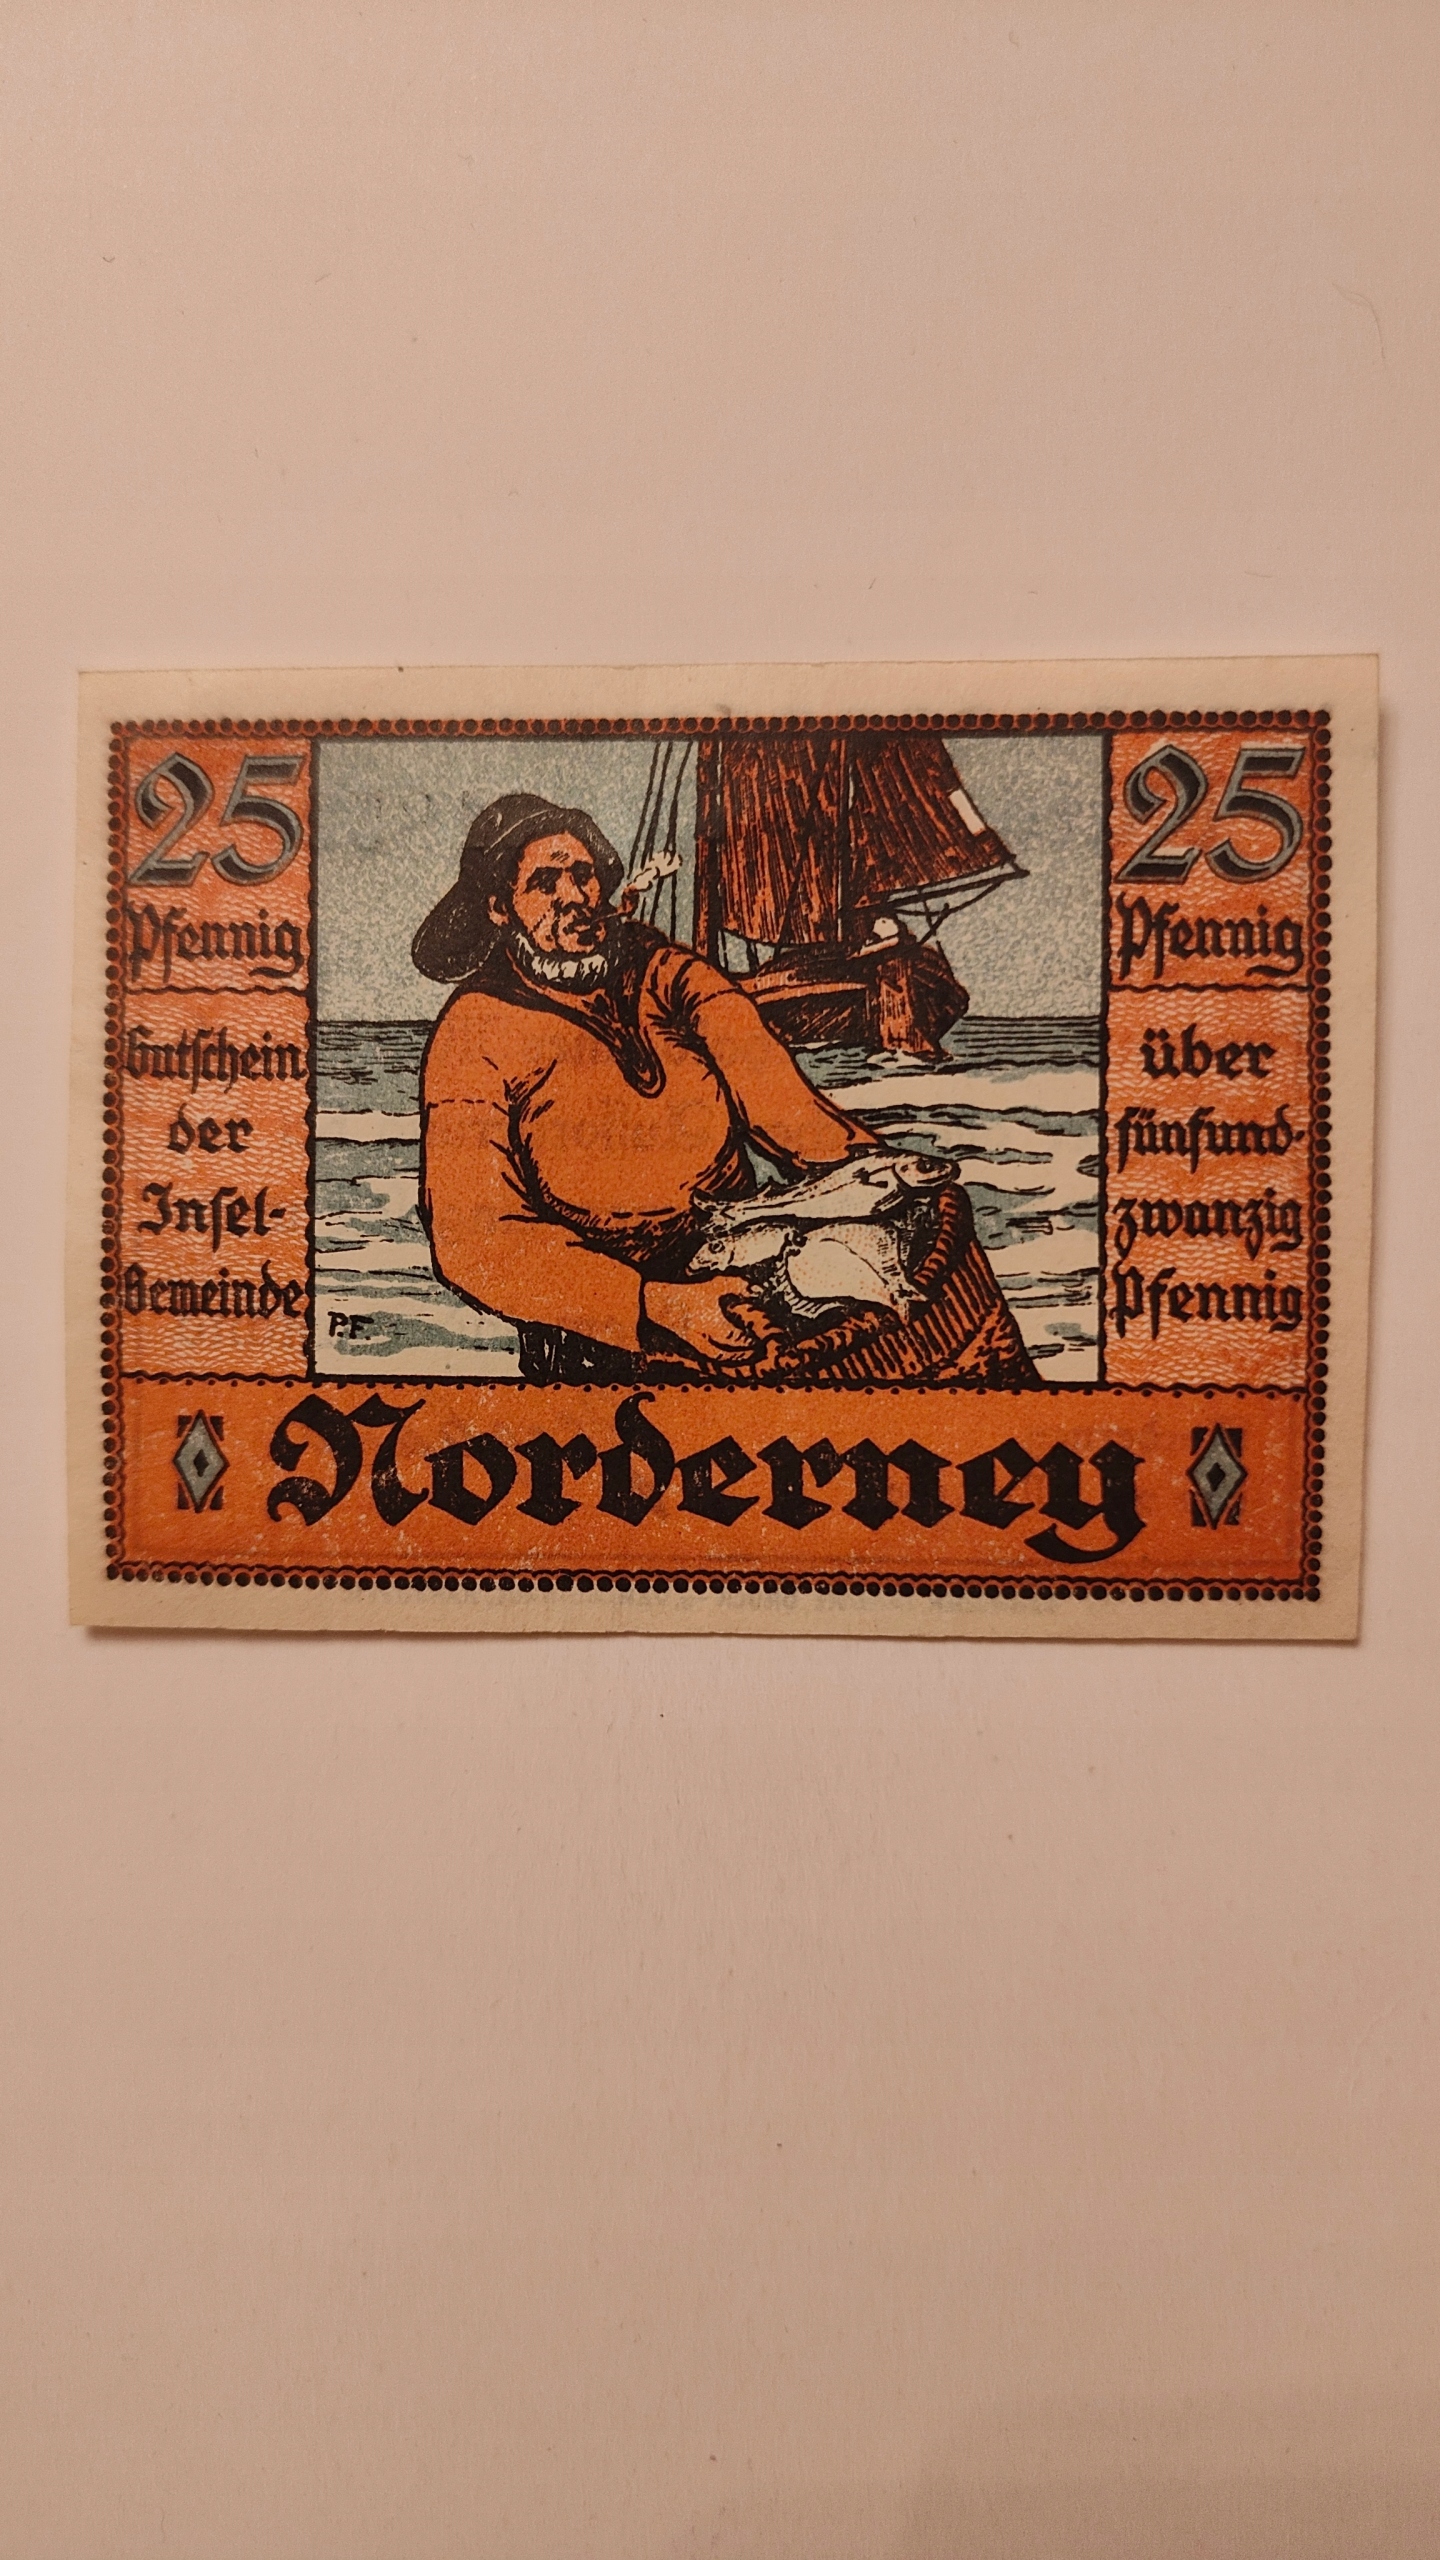 25
Pfennig
Gutschein
der
Insel-
Gemeinde
25
Pfennig
über
fünfund-
zwanzig
Pfennig
P.F.
Norderney